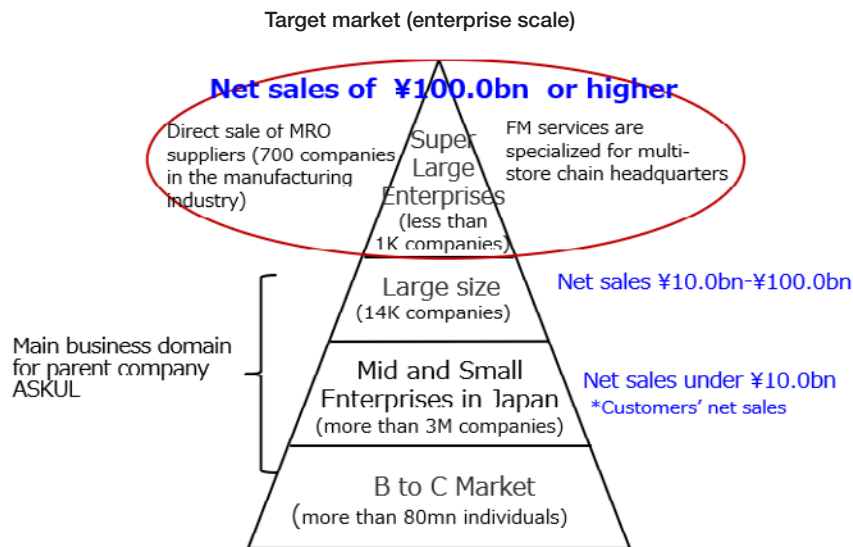 Target market (enterprise scale)
Net sales of ¥100.0bn or higher
Direct sale of MRO
suppliers (700 companies
in the manufacturing
industry)
Super
Large
Enterprises
(less than
1K companies)
FM services are
specialized for multi-
store chain headquarters
Large size
(14K companies)
Net sales ¥10.0bn-¥100.0bn
Main business domain
for parent company
ASKUL
Mid and Small
Enterprises in Japan
(more than 3M companies)
Net sales under ¥10.0bn
*Customers’ net sales
B to C Market
(more than 80mn individuals)